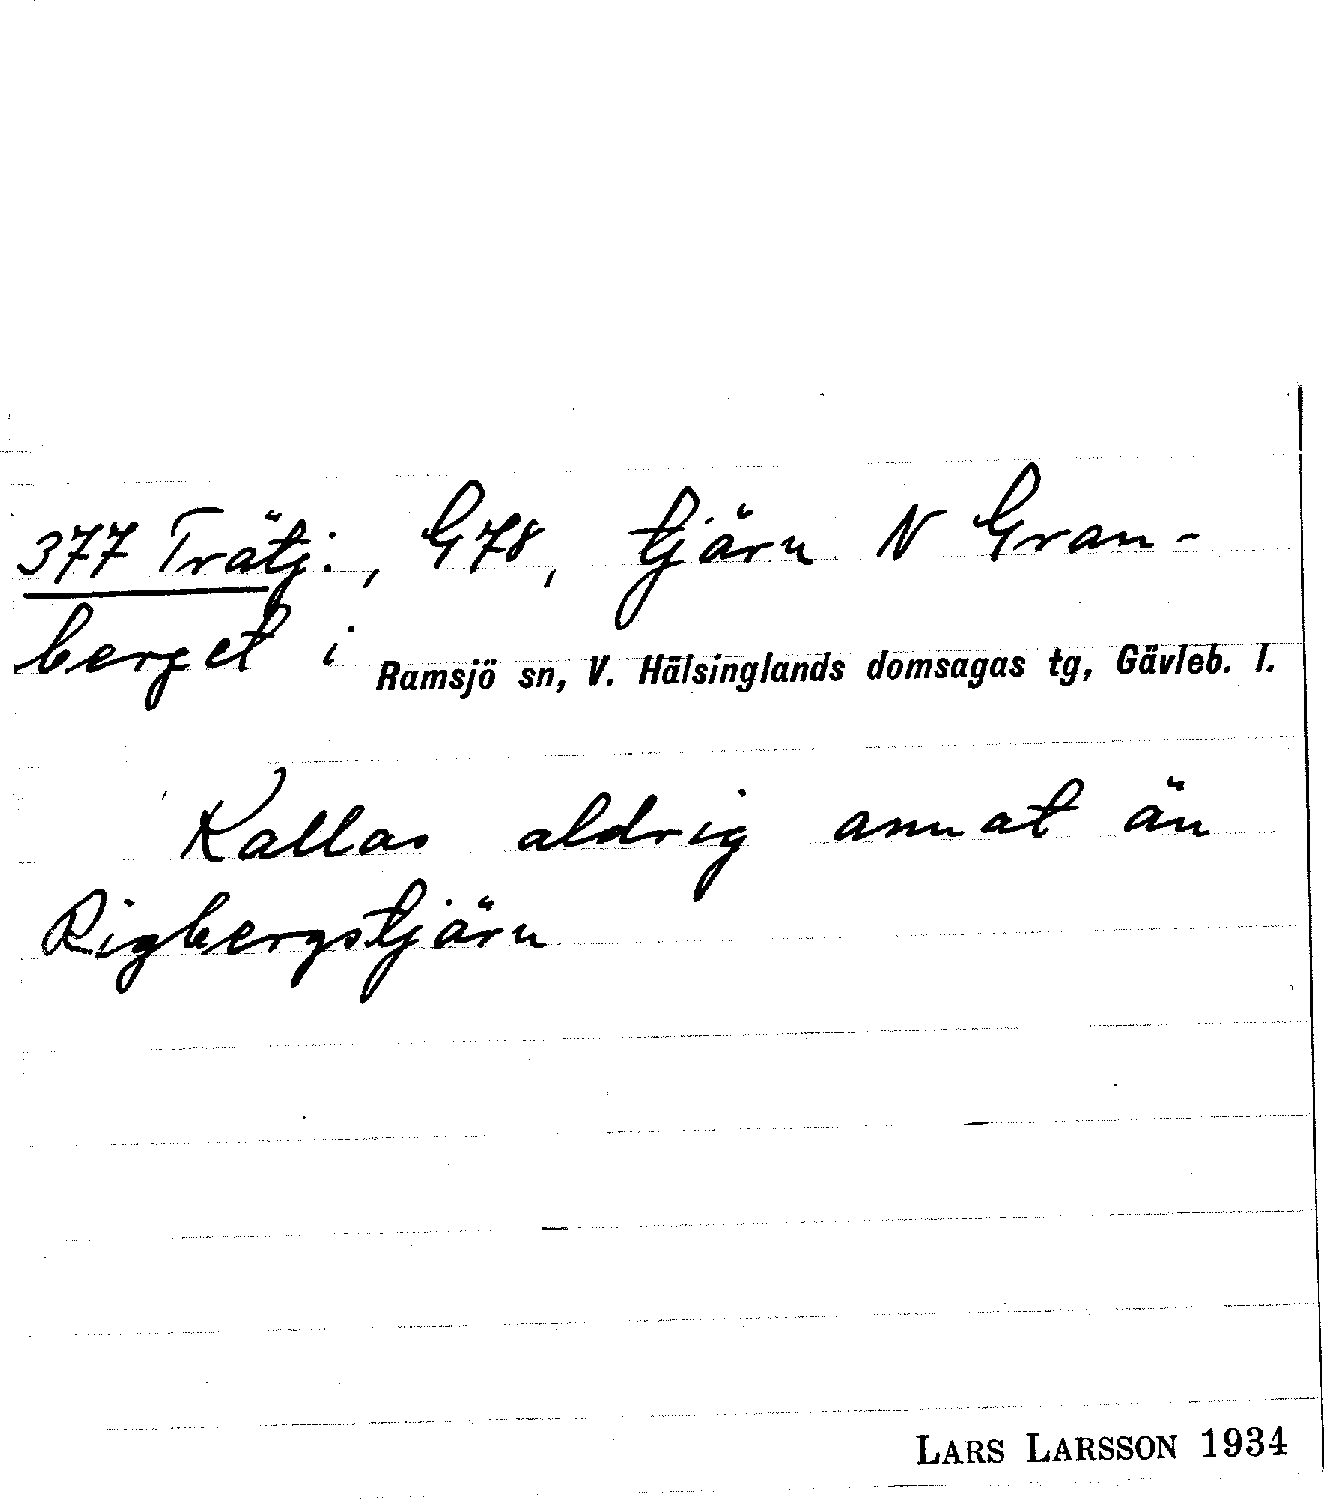 377 Trätj:, G78, tjärn N Gran-
berget i Ramsjö sn, V. Hälsinglands domsagas tg, Gävleb. l.
Kallas aldrig annat än
Rigbergstjärn
LARS LARSSON 1934